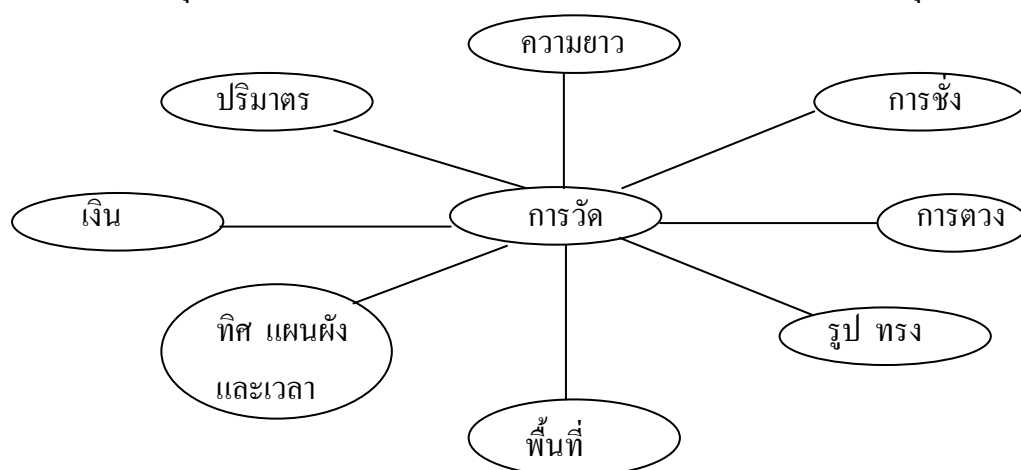 ความยาว
ปริมาตร
การชั่ง
เงิน
การวัด
การตวง
ทิศ แผนผัง
และเวลา
รูป ทรง
พื้นที่